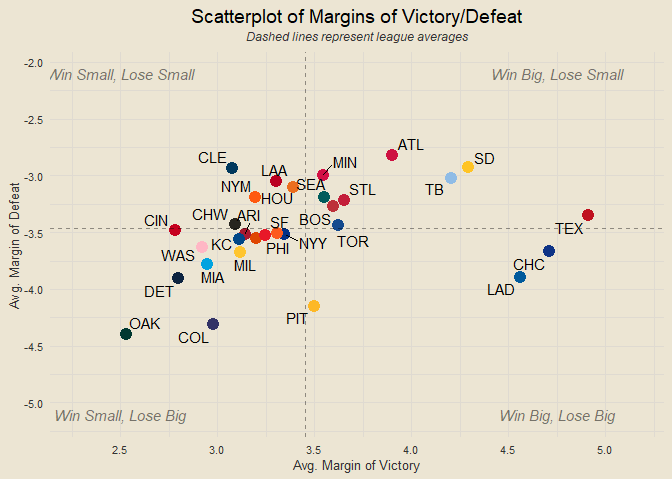 Scatterplot of Margins of Victory/Defeat
Dashed lines represent league averages
-2.0
Win Small, Lose Small
Win Big, Lose Small
-2.5
ATL
CLE
MIN
SD
-3.0
LAA
NYM
SEA
STL
TB
HOU
CHW
ARI
CIN
BOS
SF
TEX
-3.5
KC
PHI
NYY
TOR
WAS
MIL
CHC
MIA
DET
LAD
-4.0
PIT
OAK
COL
-4.5
-5.0
Win Small, Lose Big
Win Big, Lose Big
2.5
3.0
3.5
4.0
4.5
5.0
Avg. Margin of Victory
Avg. Margin of Defeat